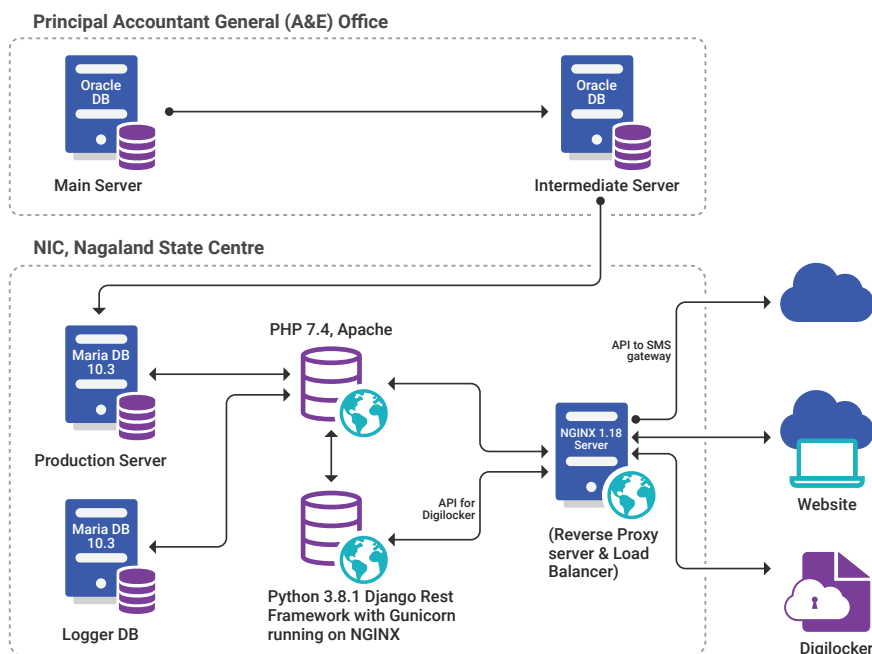 Principal Accountant General (A&E) Office
Oracle
DB
Main Server
Oracle
DB
Intermediate Server
NIC, Nagaland State Centre
PHP 7.4, Apache
API to SMS
gateway
Maria DB
10.3
Production Server
NGINX 1.18
Server
(Reverse Proxy
server & Load
Balancer)
Website
API for
Digilocker
Maria DB
10.3
Logger DB
Python 3.8.1 Django Rest
Framework with Gunicorn
running on NGINX
Digilocker